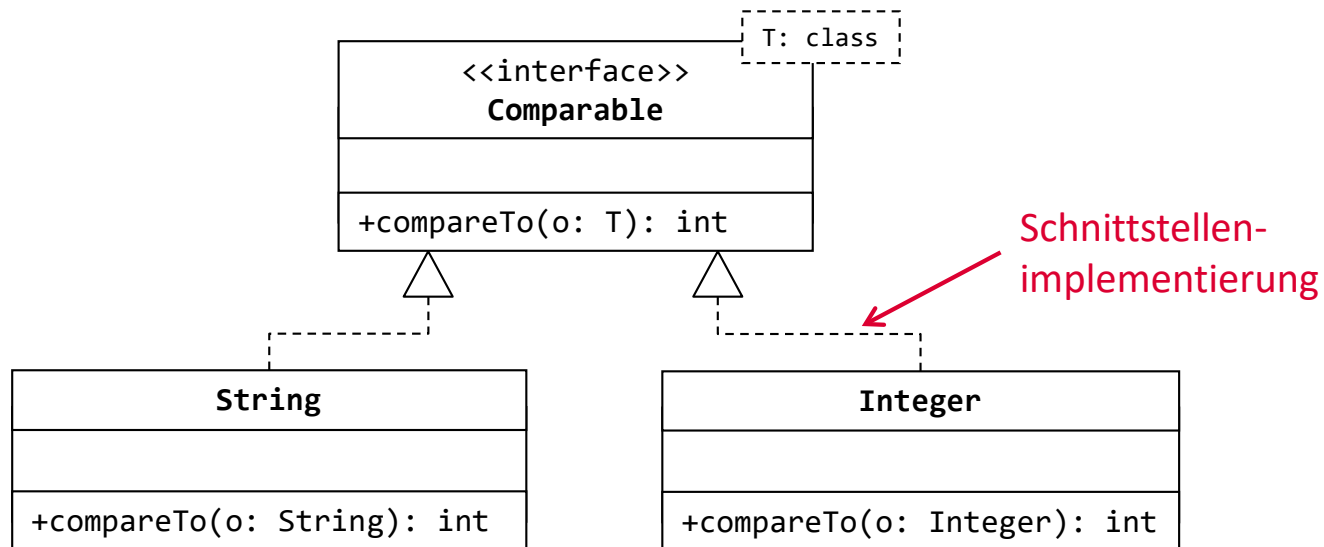 T: class
<<interface>>
Comparable
+compareTo(o: T): int
Schnittstellen-
implementierung
String
+compareTo(o: String): int
Integer
+compareTo(o: Integer): int